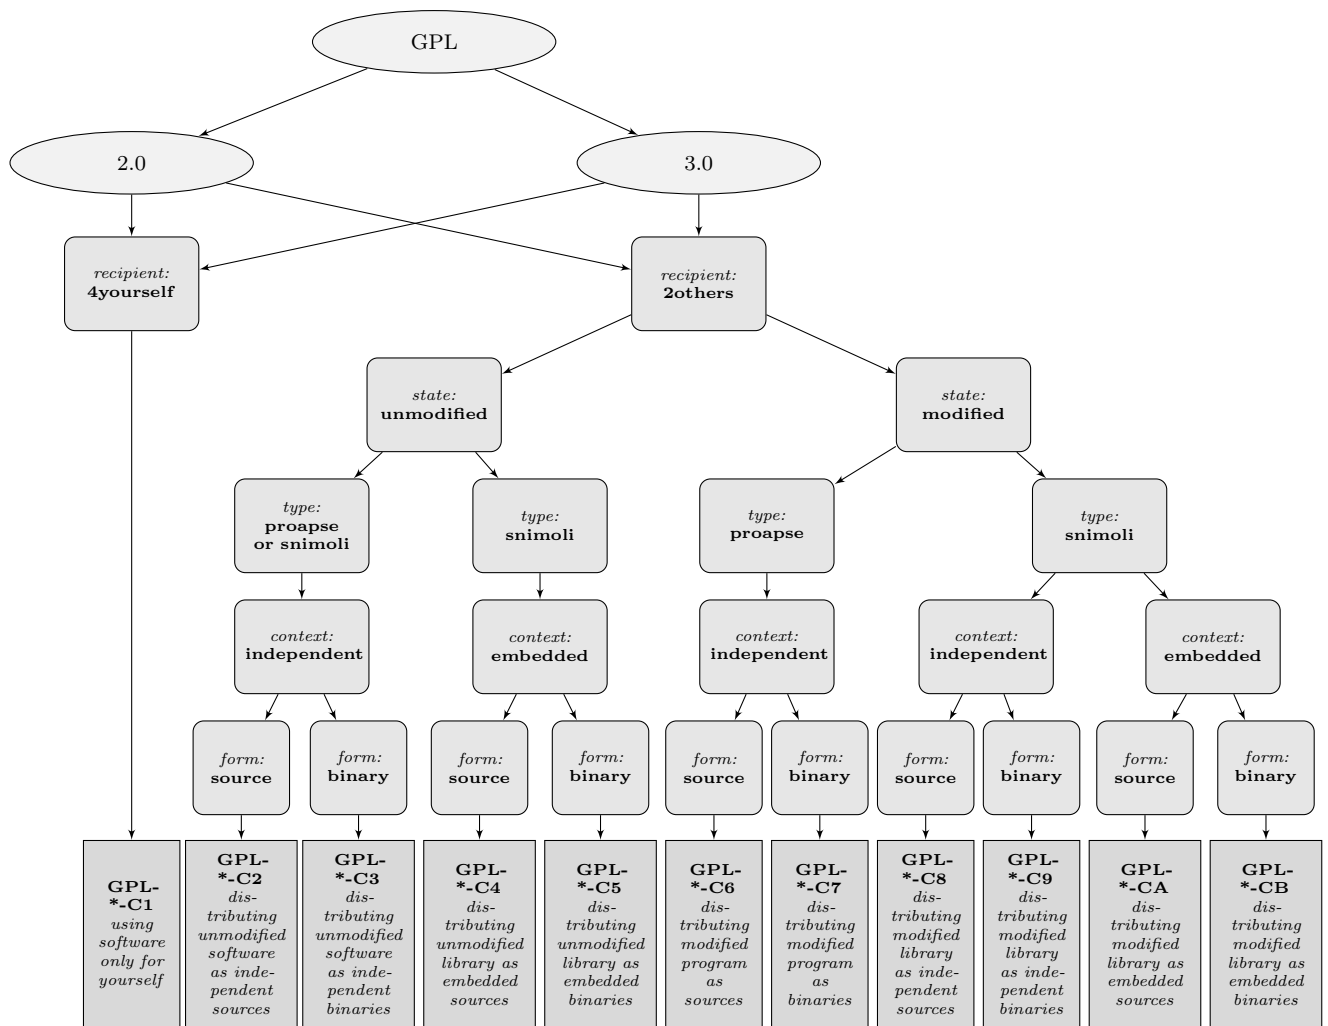 GPL
2.0
3.0
recipient:
4yourself
recipient:
2others
state:
unmodified
state:
modified
type:
proapse
or snimoli
type:
snimoli
type:
proapse
type:
snimoli
context:
independent
context:
embedded
context:
independent
context:
independent
context:
embedded
form:
source
form:
binary
form:
source
form:
binary
form:
source
form:
binary
form:
source
form:
binary
form:
source
form:
binary
GPL-
*-C1
using
software
only for
yourself
GPL-
*-C2
dis-
tributing
unmodified
software
as inde-
pendent
sources
GPL-
*-C3
dis-
tributing
unmodified
software
as inde-
pendent
binaries
GPL-
*-C4
dis-
tributing
unmodified
library as
embedded
sources
GPL-
*-C5
dis-
tributing
unmodified
library as
embedded
binaries
GPL-
*-C6
dis-
tributing
modified
program
as
sources
GPL-
*-C7
dis-
tributing
modified
program
as
binaries
GPL-
*-C8
dis-
tributing
modified
library
as inde-
pendent
sources
GPL-
*-C9
dis-
tributing
modified
library
as inde-
pendent
binaries
GPL-
*-CA
dis-
tributing
modified
library as
embedded
sources
GPL-
*-CB
dis-
tributing
modified
library as
embedded
binaries